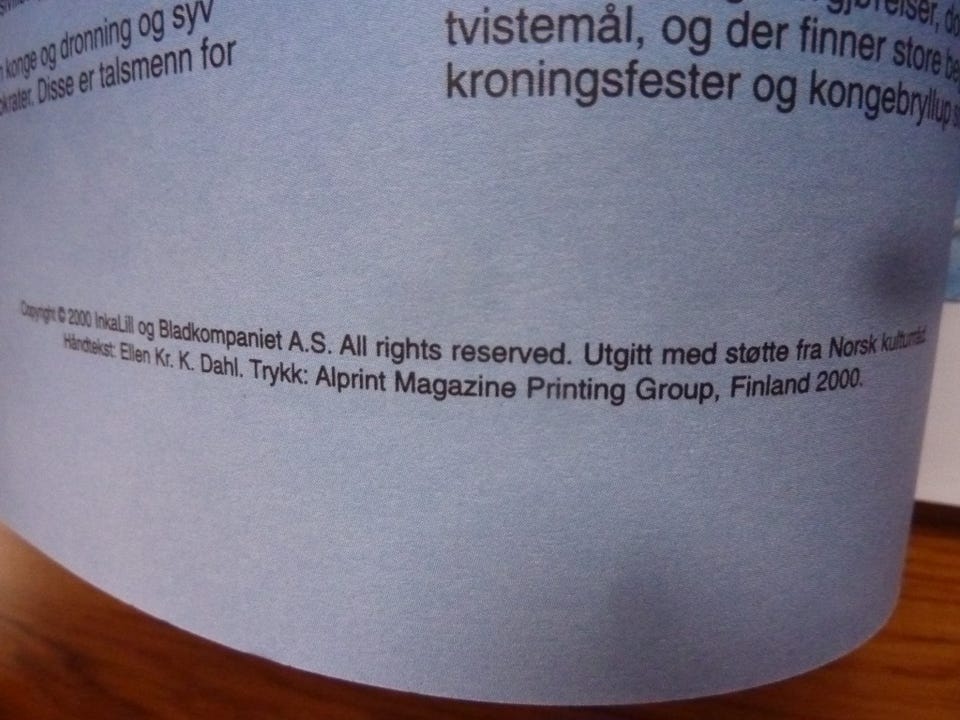 konge og dronning og syv
Disse er talsmenn for
tvistemål, og der finner store
kroningsfester og kongebryllup
Copyright © 2000 InkaLill og Bladkompaniet A.S. All rights reserved. Utgitt med støtte fra Norsk kulturråd.
Håndtekst: Ellen Kr. K. Dahl. Trykk: Alprint Magazine Printing Group, Finland 2000.